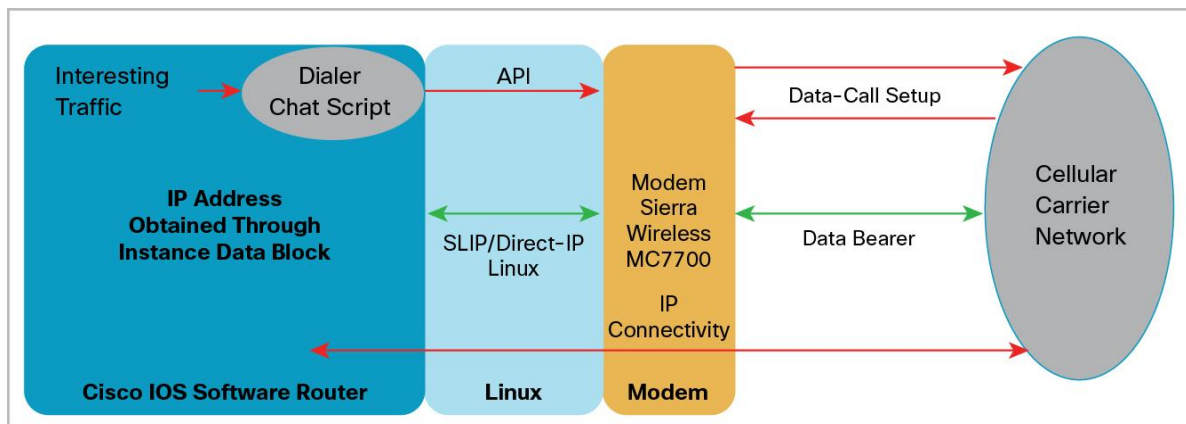 Interesting
Traffic
Dialer
Chat Script
API
Data-Call Setup
IP Address
Obtained Through
Instance Data Block
SLIP/Direct-IP
Linux
Modem
Sierra
Wireless
MC7700
Data Bearer
Cellular
Carrier
Network
IP
Connectivity
Cisco IOS Software Router
Linux
Modem